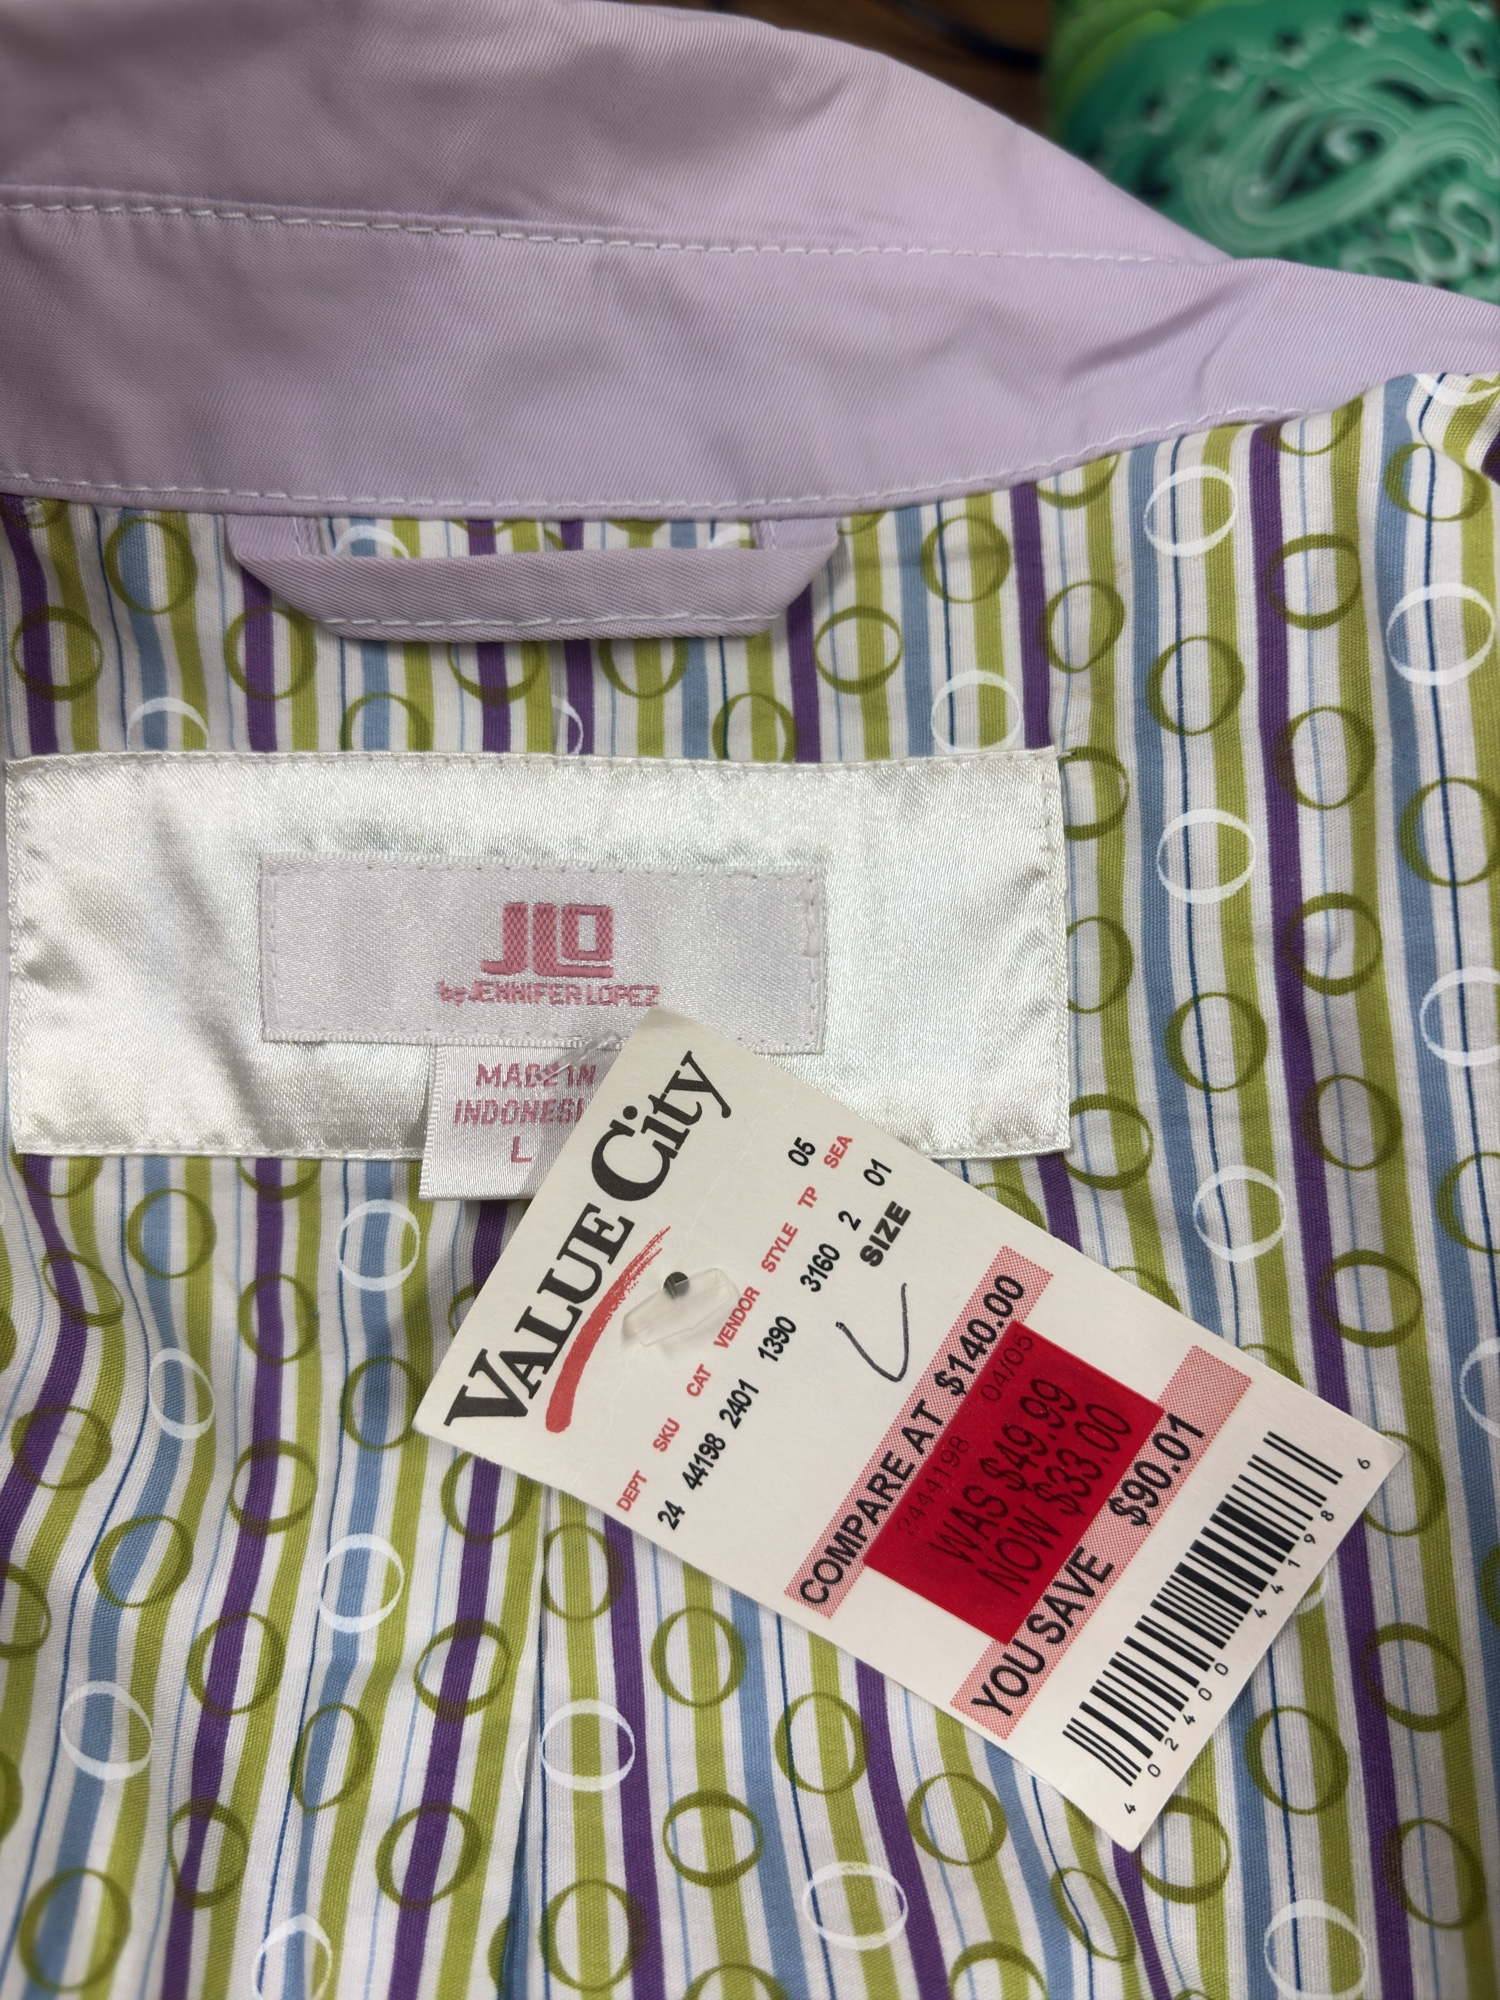 JLO
by JENNIFER LOPEZ
MADE IN
INDONESI
L
VALUE City
DEPT SKU CAT VENDOR STYLE TP SEA
24 44198 2401 1390 3160 2 01
05
SIZE
L
COMPARE AT $140.00
2444198 04/05
WAS $49.99
NOW $33.00
YOU SAVE $90.01
4 02400 44198 6